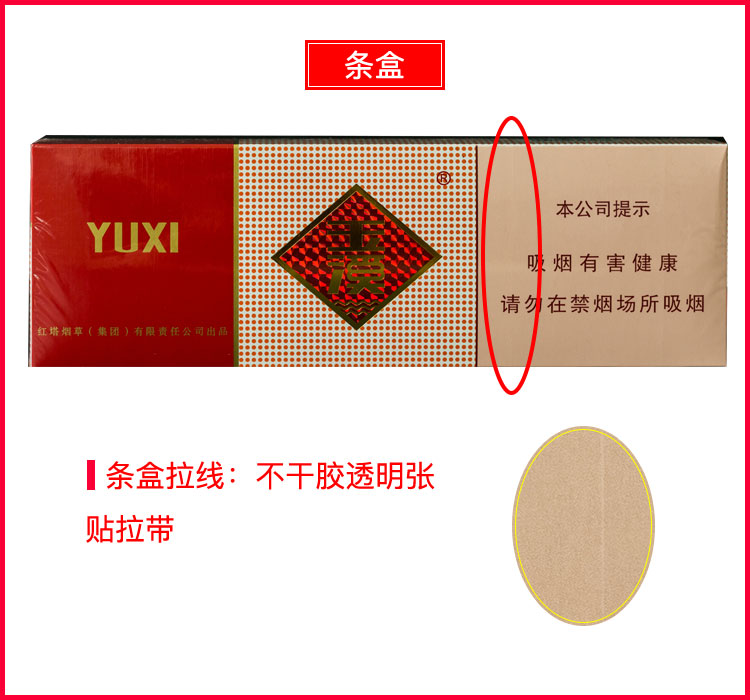 条盒
YUXI
红塔烟草（集团）有限责任公司出品
玉
溪
®
本公司提示
吸烟有害健康
请勿在禁烟场所吸烟
条盒拉线：不干胶透明张
贴拉带